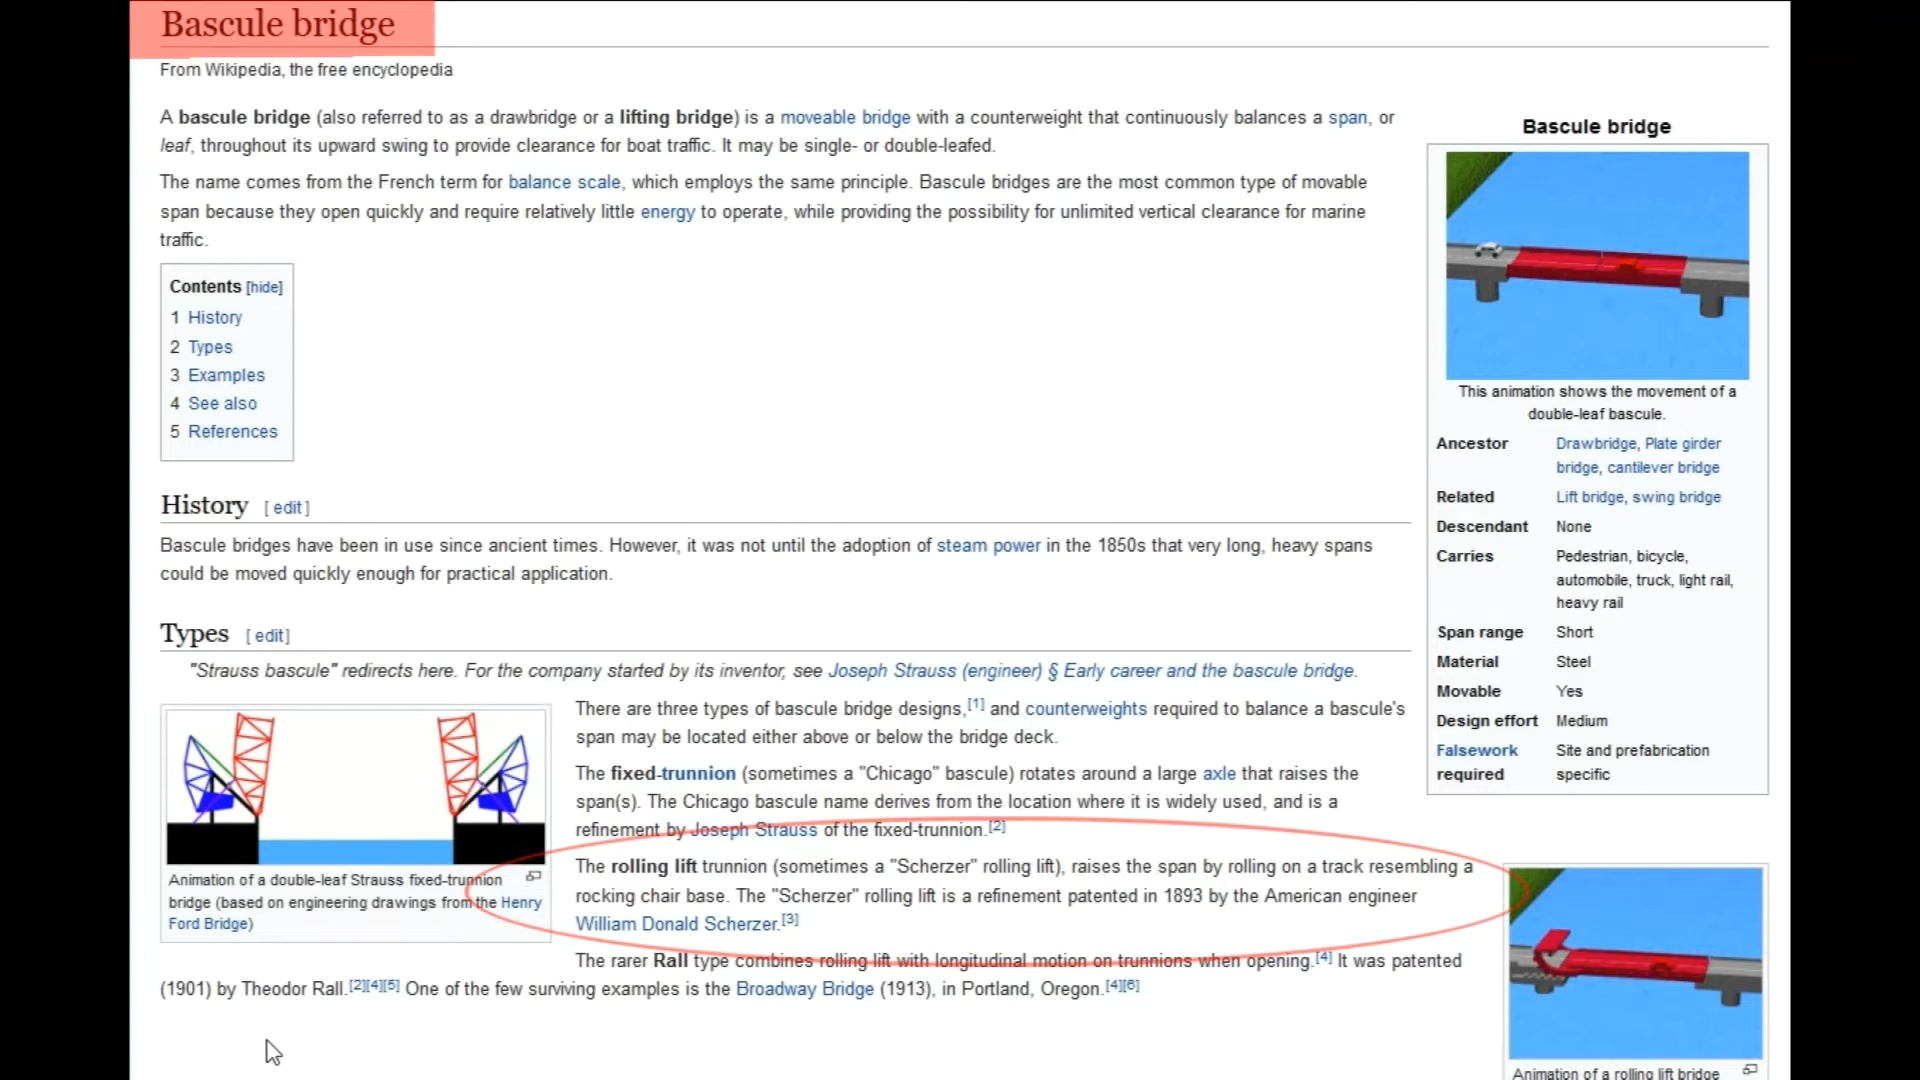 Bascule bridge
From Wikipedia, the free encyclopedia
A bascule bridge (also referred to as a drawbridge or a lifting bridge) is a moveable bridge with a counterweight that continuously balances a span, or
leaf, throughout its upward swing to provide clearance for boat traffic. It may be single- or double-leafed.
The name comes from the French term for balance scale, which employs the same principle. Bascule bridges are the most common type of movable
span because they open quickly and require relatively little energy to operate, while providing the possibility for unlimited vertical clearance for marine
traffic.
Contents [hide]
1 History
2 Types
3 Examples
4 See also
5 References
History [edit]
Bascule bridges have been in use since ancient times. However, it was not until the adoption of steam power in the 1850s that very long, heavy spans
could be moved quickly enough for practical application.
Types [edit]
"Strauss bascule" redirects here. For the company started by its inventor, see Joseph Strauss (engineer) § Early career and the bascule bridge.
There are three types of bascule bridge designs,[1] and counterweights required to balance a bascule's
span may be located either above or below the bridge deck.
The fixed-trunnion (sometimes a "Chicago" bascule) rotates around a large axle that raises the
span(s). The Chicago bascule name derives from the location where it is widely used, and is a
refinement by Joseph Strauss of the fixed-trunnion.[2]
The rolling lift trunnion (sometimes a "Scherzer" rolling lift), raises the span by rolling on a track resembling a
rocking chair base. The "Scherzer" rolling lift is a refinement patented in 1893 by the American engineer
William Donald Scherzer.[3]
The rarer Rall type combines rolling lift with longitudinal motion on trunnions when opening.[4] It was patented
(1901) by Theodor Rall.[2][4][5] One of the few surviving examples is the Broadway Bridge (1913), in Portland, Oregon.[4][6]
Animation of a double-leaf Strauss fixed-trunnion
bridge (based on engineering drawings from the Henry
Ford Bridge)
Bascule bridge
This animation shows the movement of a
double-leaf bascule.
Ancestor Drawbridge, Plate girder
bridge, cantilever bridge
Related Lift bridge, swing bridge
Descendant None
Carries Pedestrian, bicycle,
automobile, truck, light rail,
heavy rail
Span range Short
Material Steel
Movable Yes
Design effort Medium
Falsework Site and prefabrication
required specific
Animation of a rolling lift bridge